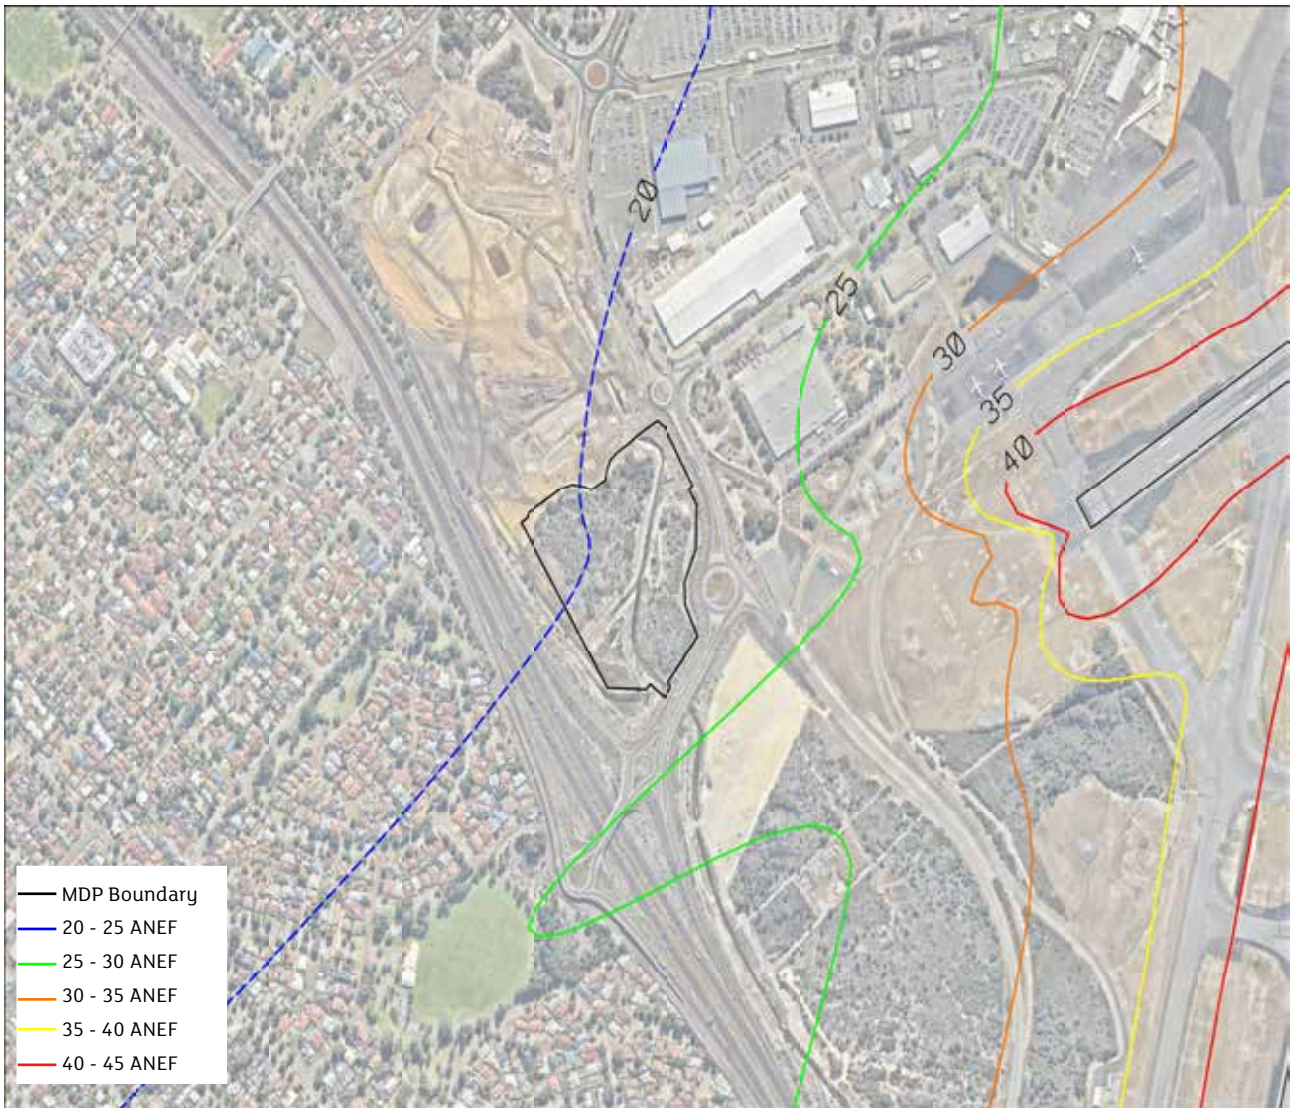 20
25
30
35
40
MDP Boundary
20 - 25 ANEF
25 - 30 ANEF
30 - 35 ANEF
35 - 40 ANEF
40 - 45 ANEF